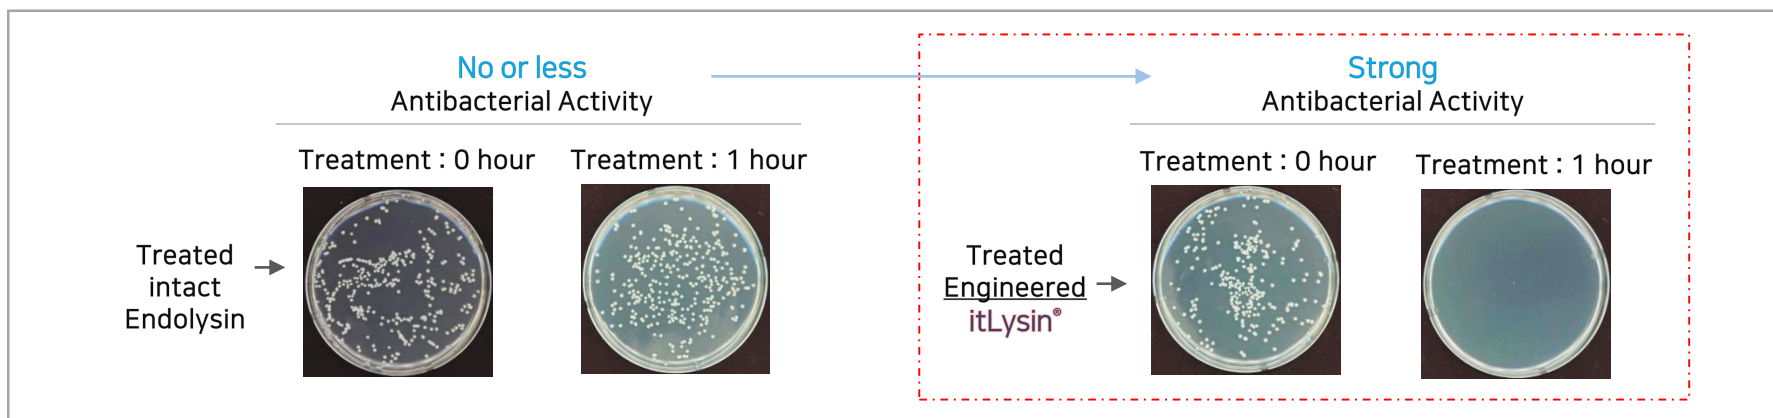 No or less
Antibacterial Activity
Treatment : 0 hour
Treatment : 1 hour
Treated
intact
Endolysin
Strong
Antibacterial Activity
Treatment : 0 hour
Treatment : 1 hour
Treated
Engineered
itLysin®